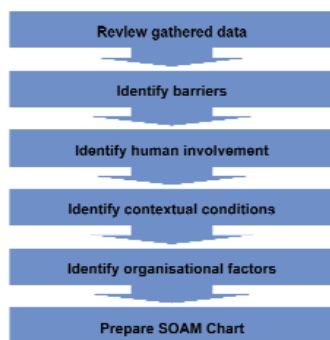 Review gathered data
Identify barriers
Identify human involvement
Identify contextual conditions
Identify organisational factors
Prepare SOAM Chart